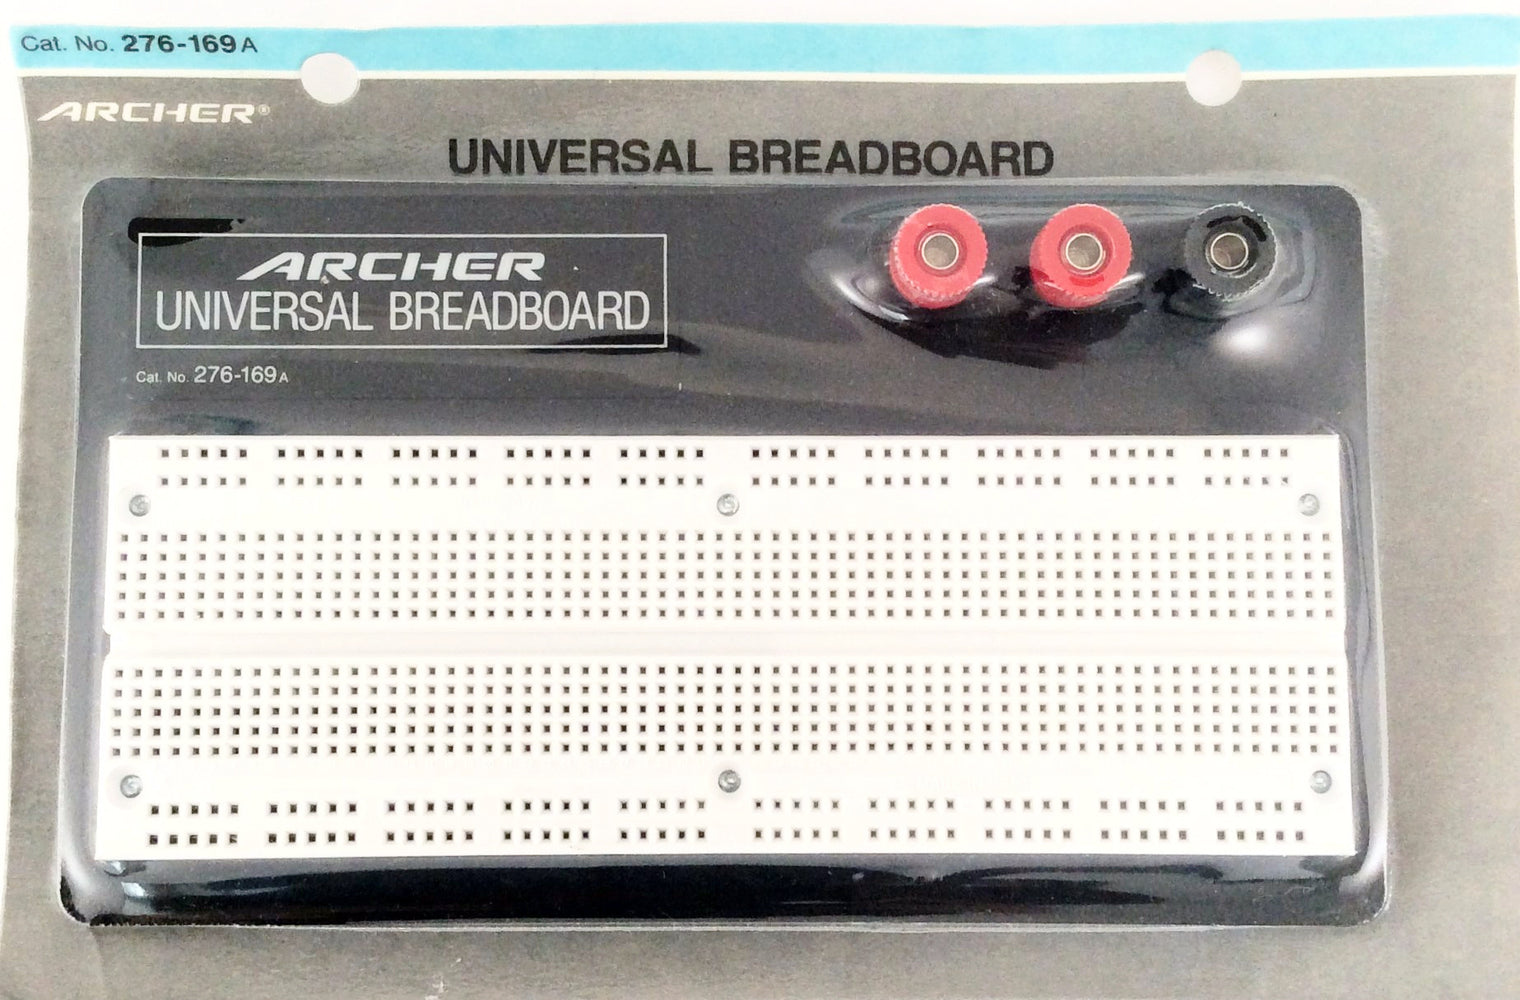 Cat. No. 276-169A
ARCHER®
UNIVERSAL BREADBOARD
ARCHER
UNIVERSAL BREADBOARD
Cat. No. 276-169A